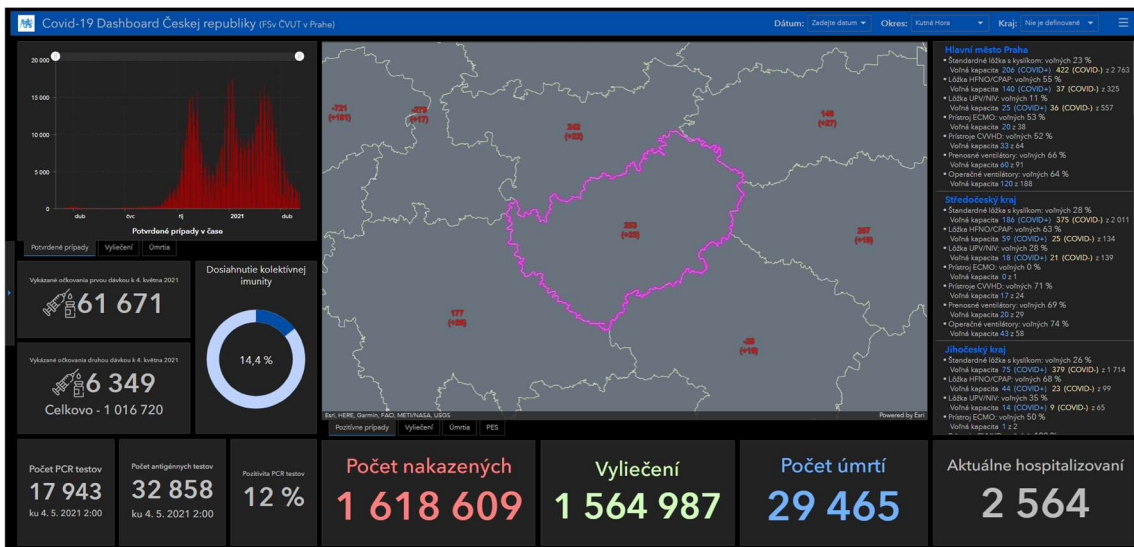 Covid-19 Dashboard Českej republiky (FSv ČVUT v Prahe)
Dátum: Zadejte datum Okres: Kutná Hora Kraj: Nie je definované
20 000
15 000
10 000
5 000
0
dub čvc říj 2021 dub
Potvrdené prípady v čase
Potvrdené prípady Vyliečení Úmrtia
Vykázané očkovania prvou dávkou k 4. května 2021
61 671
Vykázané očkovania druhou dávkou k 4. května 2021
6 349
Celkovo - 1 016 720
Dosiahnutie kolektívnej
imunity
14,4 %
-721
(+101)
(+17)
242
(+22)
148
(+27)
(+15)
177
Esri, HERE, Garmin, FAO, METI/NASA, USGS
Powered by Esri
Pozitívne prípady Vyliečení Úmrtia PES
Hlavní město Praha
• Štandardné lôžka s kyslíkom: voľných 23 %
Voľná kapacita 206 (COVID+) 422 (COVID-) z 2 763
• Lôžka HFNO/CPAP: voľných 55 %
Voľná kapacita 140 (COVID+) 37 (COVID-) z 325
• Lôžka UPV/NIV: voľných 11 %
Voľná kapacita 25 (COVID+) 36 (COVID-) z 557
• Prístroj ECMO: voľných 53 %
Voľná kapacita 20 z 38
• Prístroje CVVHD: voľných 52 %
Voľná kapacita 33 z 64
• Prenosné ventilátory: voľných 66 %
Voľná kapacita 60 z 91
• Operačné ventilátory: voľných 64 %
Voľná kapacita 120 z 188
Středočeský kraj
• Štandardné lôžka s kyslíkom: voľných 28 %
Voľná kapacita 186 (COVID+) 375 (COVID-) z 2 011
• Lôžka HFNO/CPAP: voľných 63 %
Voľná kapacita 59 (COVID+) 25 (COVID-) z 134
• Lôžka UPV/NIV: voľných 28 %
Voľná kapacita 18 (COVID+) 21 (COVID-) z 139
• Prístroj ECMO: voľných 0 %
Voľná kapacita 0 z 1
• Prístroje CVVHD: voľných 71 %
Voľná kapacita 17 z 24
• Prenosné ventilátory: voľných 69 %
Voľná kapacita 20 z 29
• Operačné ventilátory: voľných 74 %
Voľná kapacita 43 z 58
Jihočeský kraj
• Štandardné lôžka s kyslíkom: voľných 26 %
Voľná kapacita 75 (COVID+) 379 (COVID-) z 1 714
• Lôžka HFNO/CPAP: voľných 68 %
Voľná kapacita 44 (COVID+) 23 (COVID-) z 99
• Lôžka UPV/NIV: voľných 35 %
Voľná kapacita 14 (COVID+) 9 (COVID-) z 65
• Prístroj ECMO: voľných 50 %
Voľná kapacita 1 z 2
Počet PCR testov
17 943
ku 4. 5. 2021 2:00
Počet antigénnych testov
32 858
ku 4. 5. 2021 2:00
Pozitivita PCR testov
12 %
Počet nakazených
1 618 609
Vyliečení
1 564 987
Počet úmrtí
29 465
Aktuálne hospitalizovaní
2 564